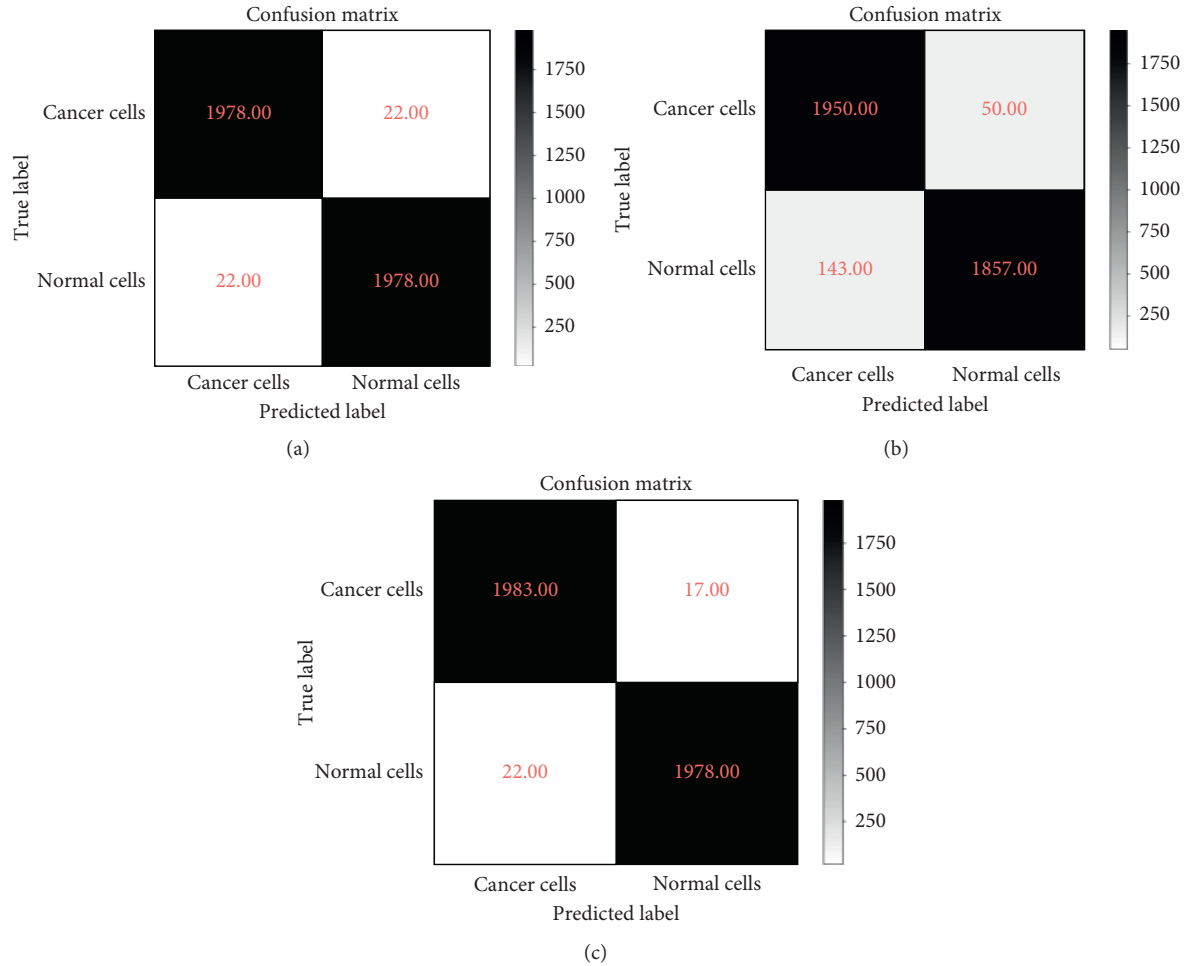 Confusion matrix
Cancer cells
1978.00
22.00
Normal cells
22.00
1978.00
True label
Cancer cells
Normal cells
Predicted label
1750
1500
1250
1000
750
500
250
(a)
Confusion matrix
Cancer cells
1950.00
50.00
Normal cells
143.00
1857.00
True label
Cancer cells
Normal cells
Predicted label
1750
1500
1250
1000
750
500
250
(b)
Confusion matrix
Cancer cells
1983.00
17.00
Normal cells
22.00
1978.00
True label
Cancer cells
Normal cells
Predicted label
1750
1500
1250
1000
750
500
250
(c)